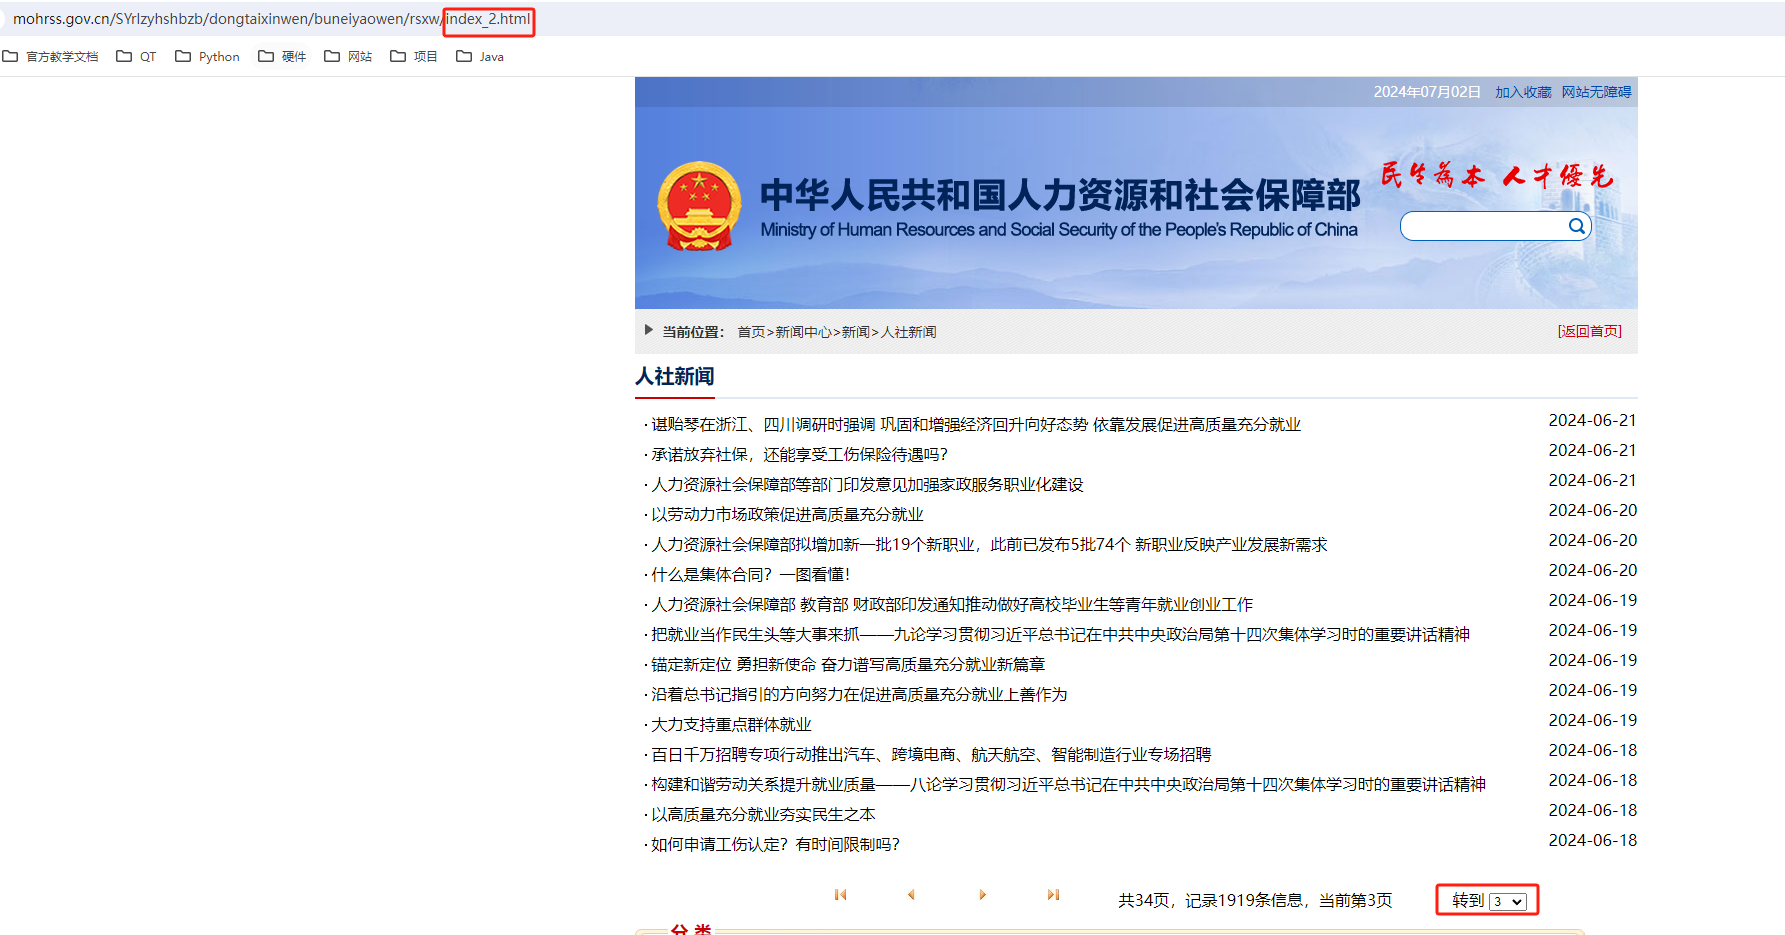 mohrss.gov.cn/SYrlzyhshbzb/dongtaixinwen/buneiyaowen/rsxw/index_2.html
官方教学文档 QT Python 硬件 网站 项目 Java
2024年07月02日 加入收藏 网站无障碍
民生為本 人才優先
中华人民共和国人力资源和社会保障部
Ministry of Human Resources and Social Security of the People's Republic of China
当前位置： 首页>新闻中心>新闻>人社新闻 [返回首页]
人社新闻
·谌贻琴在浙江、四川调研时强调 巩固和增强经济回升向好态势 依靠发展促进高质量充分就业 2024-06-21
·承诺放弃社保，还能享受工伤保险待遇吗？ 2024-06-21
·人力资源社会保障部等部门印发意见加强家政服务职业化建设 2024-06-21
·以劳动力市场政策促进高质量充分就业 2024-06-20
·人力资源社会保障部拟增加新一批19个新职业，此前已发布5批74个 新职业反映产业发展新需求 2024-06-20
·什么是集体合同？一图看懂！ 2024-06-20
·人力资源社会保障部 教育部 财政部印发通知推动做好高校毕业生等青年就业创业工作 2024-06-19
·把就业当作民生头等大事来抓——九论学习贯彻习近平总书记在中共中央政治局第十四次集体学习时的重要讲话精神 2024-06-19
·锚定新定位 勇担新使命 奋力谱写高质量充分就业新篇章 2024-06-19
·沿着总书记指引的方向努力在促进高质量充分就业上善作为 2024-06-19
·大力支持重点群体就业 2024-06-19
·百日千万招聘专项行动推出汽车、跨境电商、航天航空、智能制造行业专场招聘 2024-06-18
·构建和谐劳动关系提升就业质量——八论学习贯彻习近平总书记在中共中央政治局第十四次集体学习时的重要讲话精神 2024-06-18
·以高质量充分就业夯实民生之本 2024-06-18
·如何申请工伤认定？有时间限制吗？ 2024-06-18
共34页，记录1919条信息，当前第3页 转到 3
分类